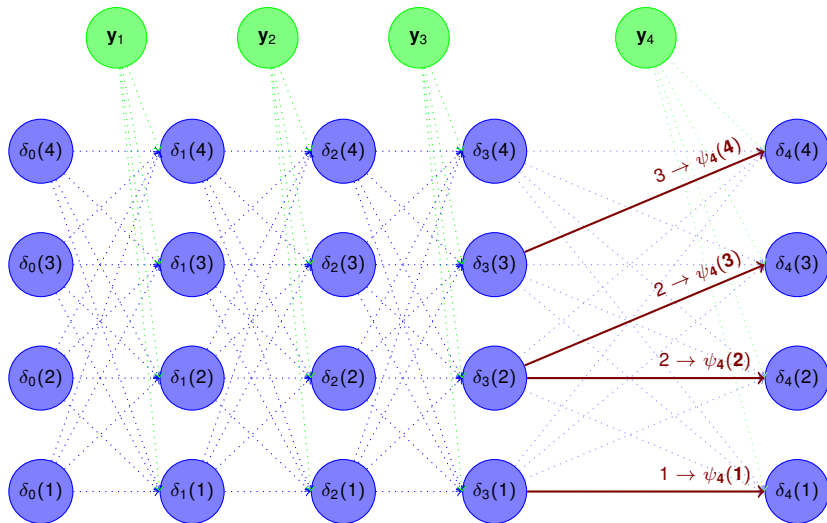 y₁ y₂ y₃ y₄
δ₀(4) δ₁(4) δ₂(4) δ₃(4) 3 → ψ₄(4) δ₄(4)
δ₀(3) δ₁(3) δ₂(3) δ₃(3) 2 → ψ₄(3) δ₄(3)
δ₀(2) δ₁(2) δ₂(2) δ₃(2) 2 → ψ₄(2) δ₄(2)
δ₀(1) δ₁(1) δ₂(1) δ₃(1) 1 → ψ₄(1) δ₄(1)